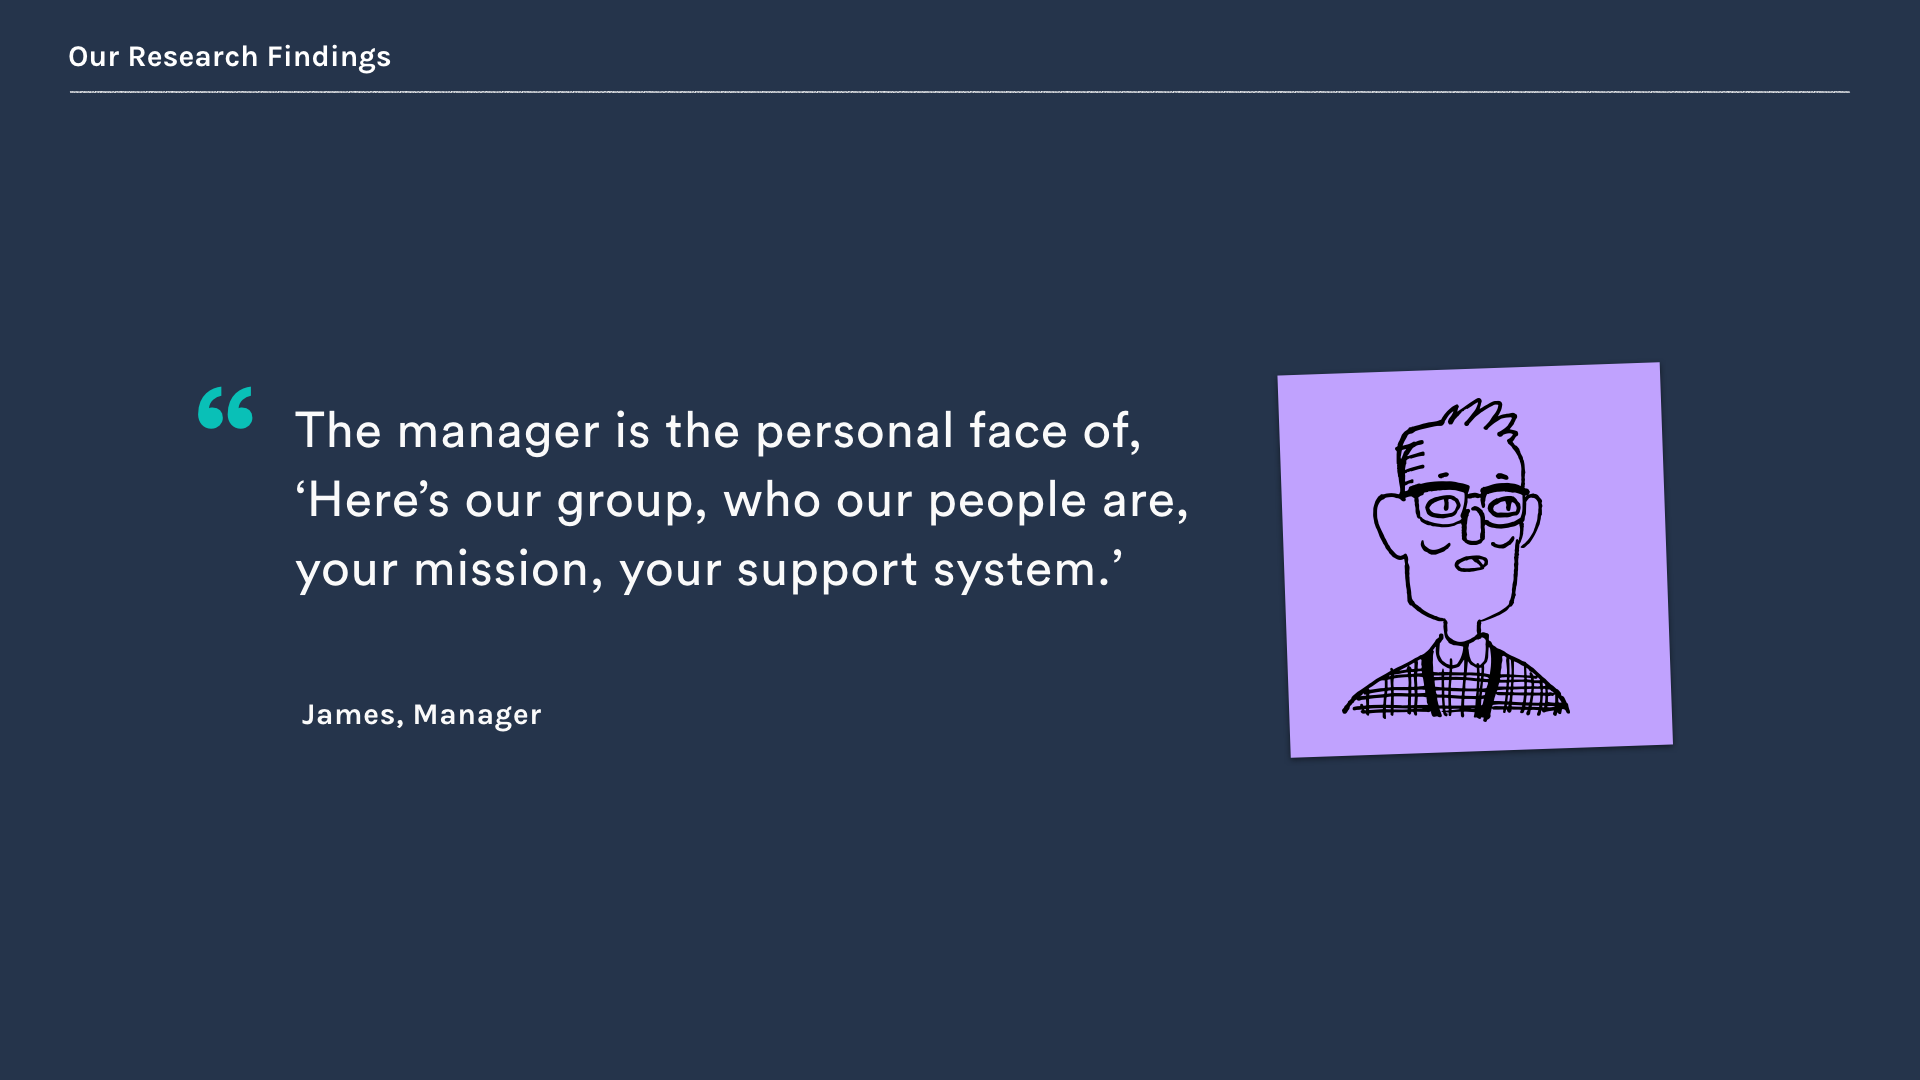 Our Research Findings
“
The manager is the personal face of,
‘Here’s our group, who our people are,
your mission, your support system.’
James, Manager